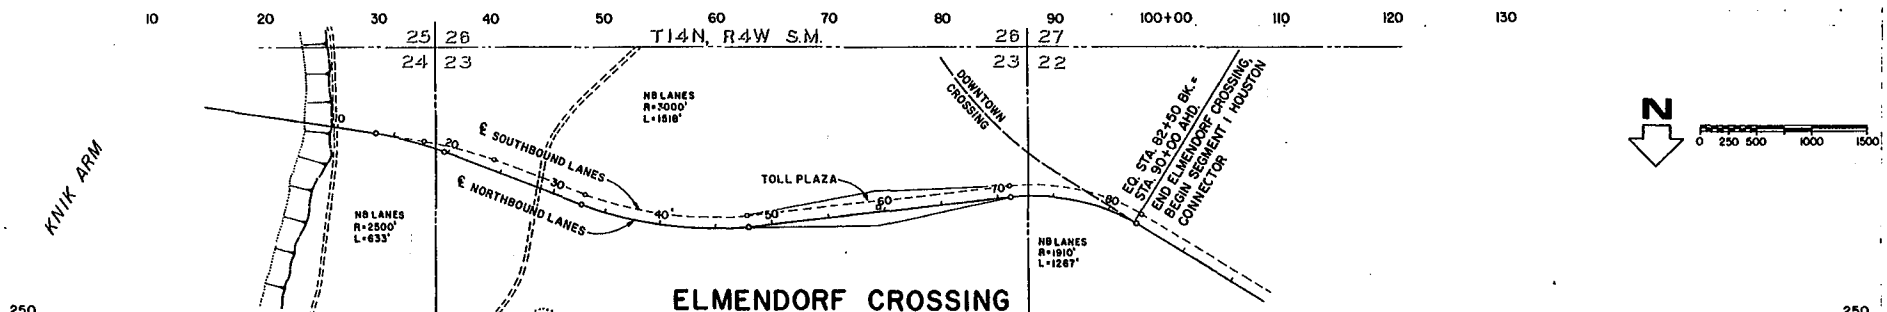 10 20 30 40 50 60 70 80 90 100+00 110 120 130
25 26 T14N, R4W S.M. 26 27
24 23 23 22
KNIK ARM
10
20
30
40
50
60
70
80
℄ SOUTHBOUND LANES
℄ NORTHBOUND LANES
NB LANES
R=2500'
L=633'
NB LANES
R=3000'
L=1518'
TOLL PLAZA
DOWNTOWN
CROSSING
NB LANES
R=1910'
L=1267'
EQ. STA. 82+50 BK.=
STA. 90+00 AHD.
END ELMENDORF CROSSING,
BEGIN SEGMENT I HOUSTON
CONNECTOR
N
0 250 500 1000 1500
ELMENDORF CROSSING
250 250